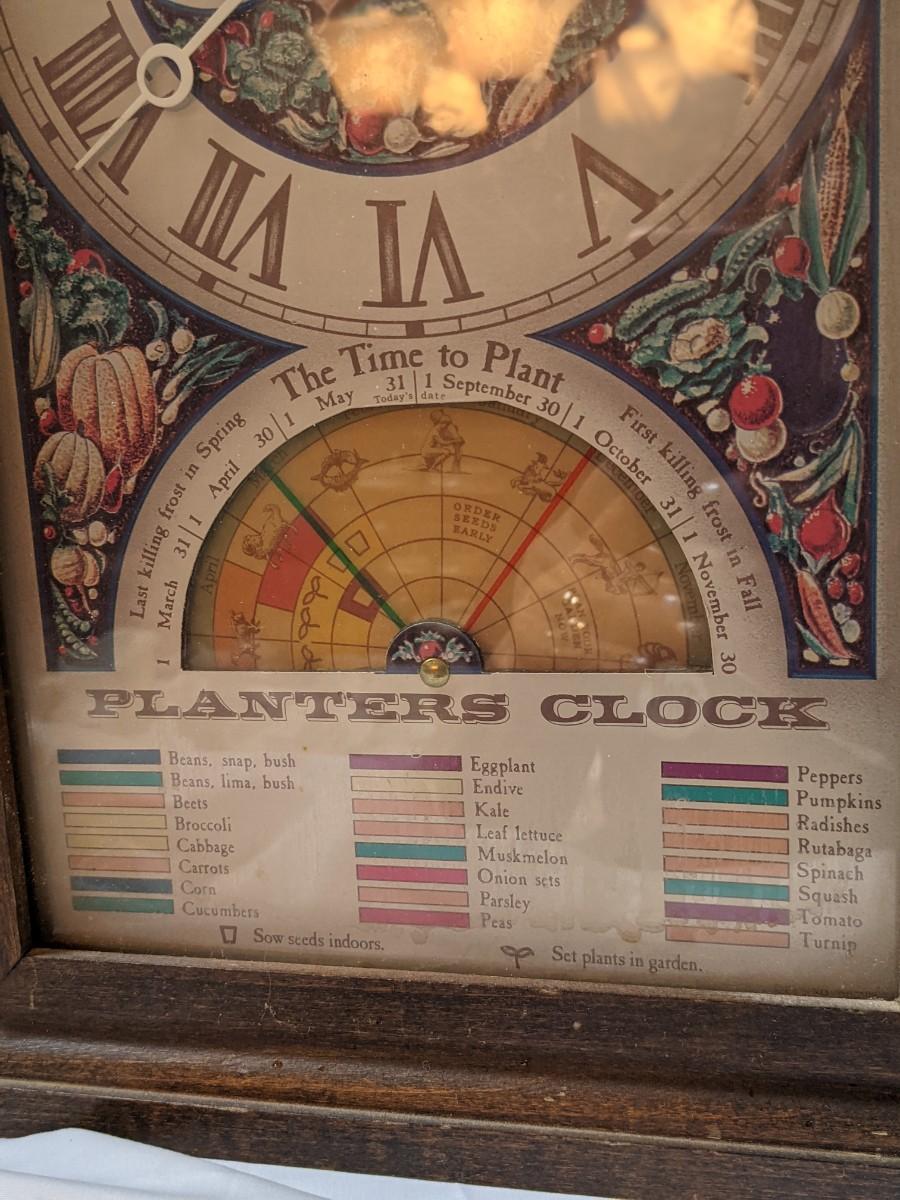 VIII
VII
VI
V
The Time to Plant
Last killing frost in Spring
First killing frost in Fall
1 March 31 | 1 April 30 | 1 May 31 | 1 September 30 | 1 October 31 | 1 November 30
Today's date
April
ORDER
SEEDS
EARLY
PLANTERS CLOCK
Beans, snap, bush
Beans, lima, bush
Beets
Broccoli
Cabbage
Carrots
Corn
Cucumbers
Eggplant
Endive
Kale
Leaf lettuce
Muskmelon
Onion sets
Parsley
Peas
Peppers
Pumpkins
Radishes
Rutabaga
Spinach
Squash
Tomato
Turnip
Sow seeds indoors.
Set plants in garden.